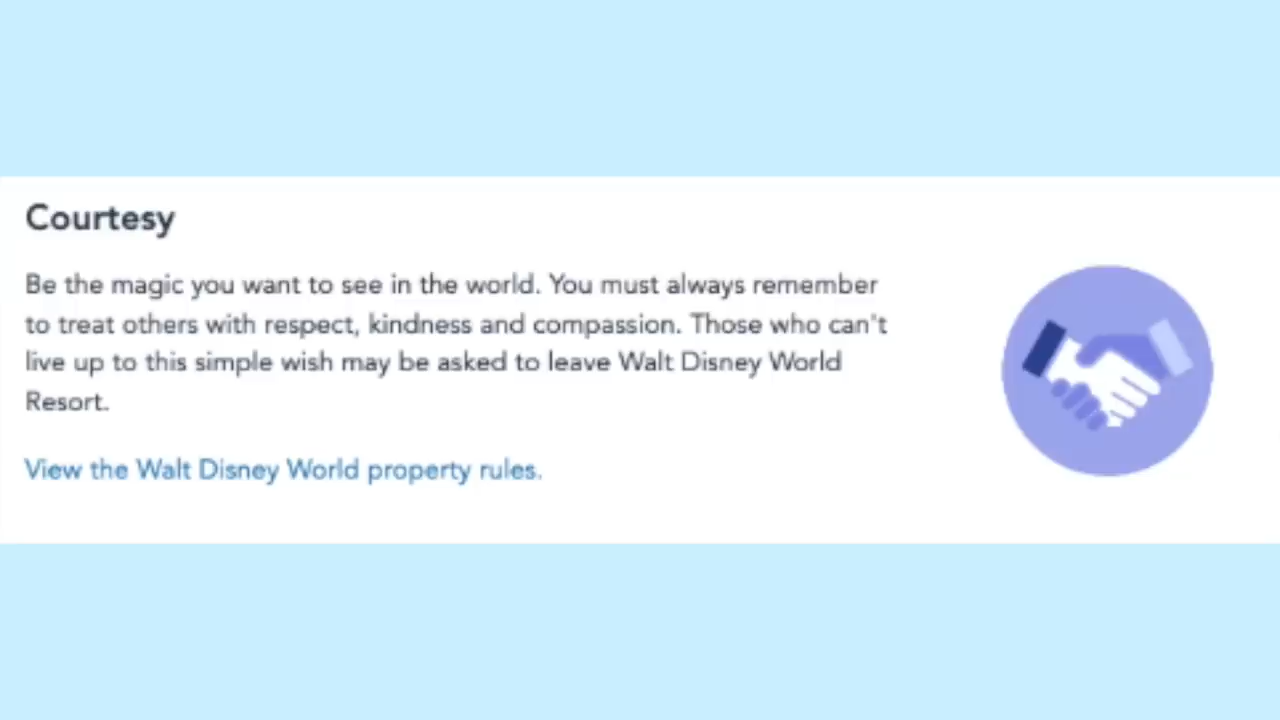 Courtesy
Be the magic you want to see in the world. You must always remember
to treat others with respect, kindness and compassion. Those who can't
live up to this simple wish may be asked to leave Walt Disney World
Resort.
View the Walt Disney World property rules.